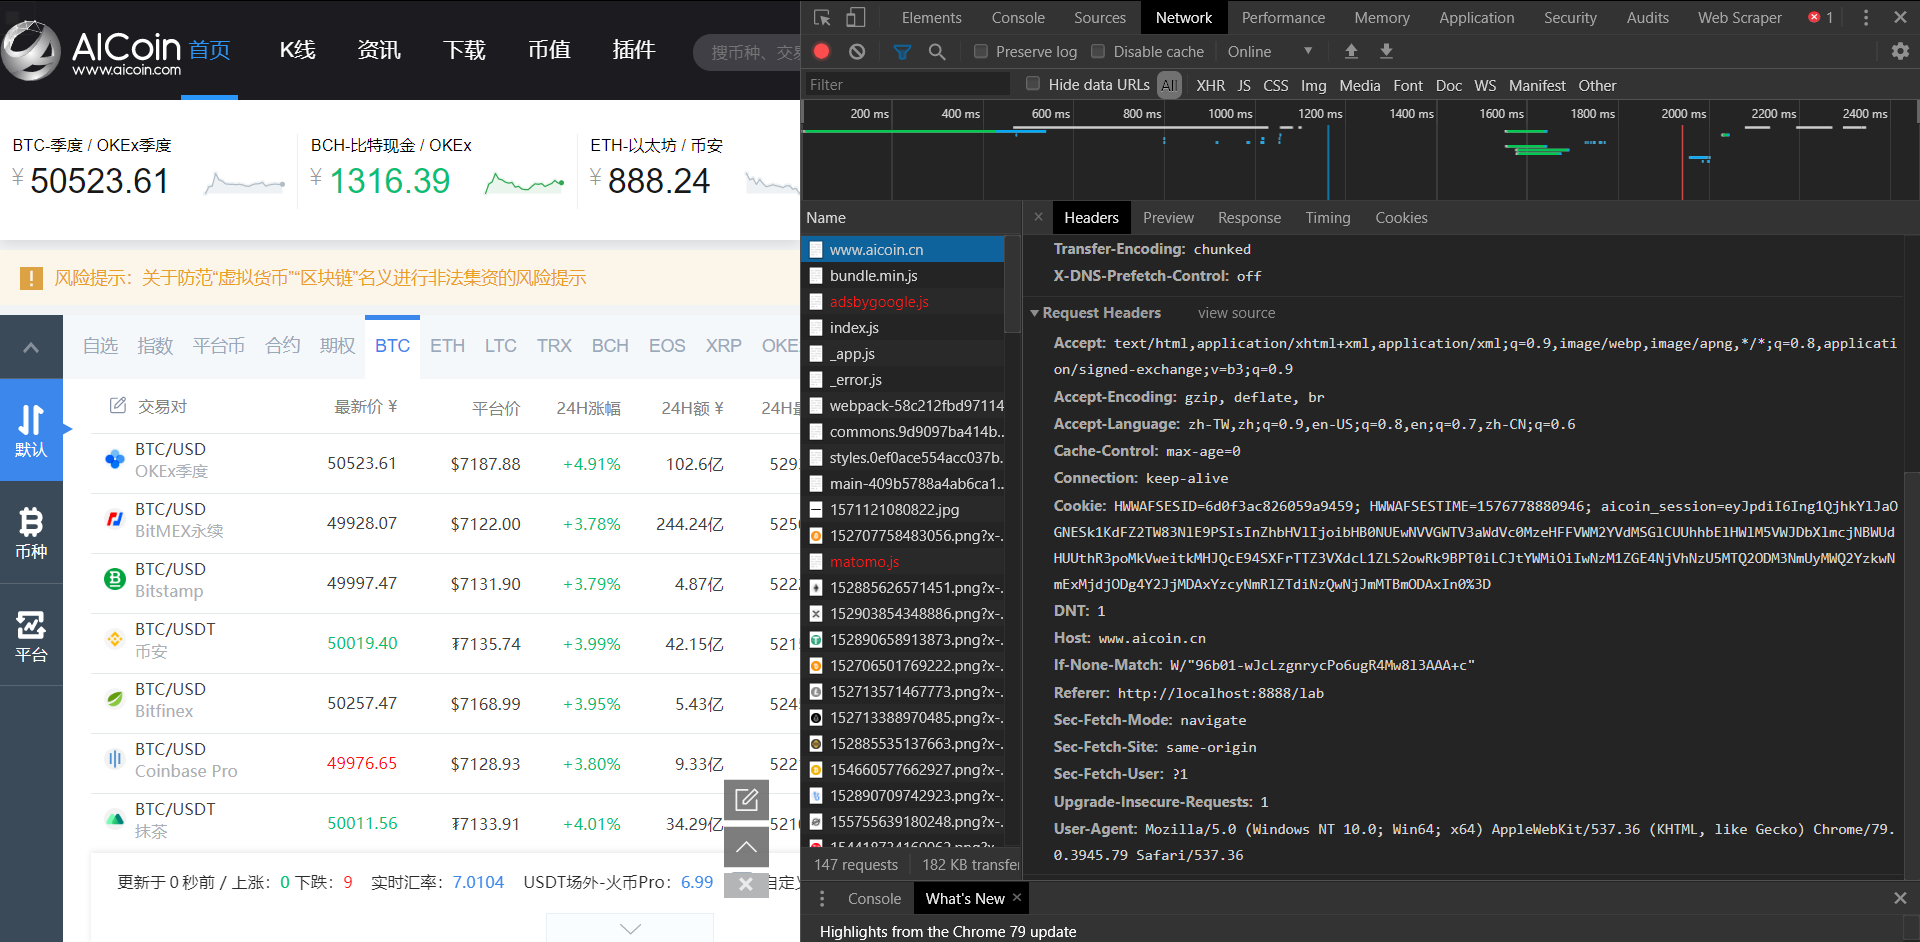 AICoin
www.aicoin.com
首页
K线
资讯
下载
币值
插件
搜币种、交易
BTC-季度 / OKEx季度
¥ 50523.61
BCH-比特现金 / OKEx
¥ 1316.39
ETH-以太坊 / 币安
¥ 888.24
风险提示：关于防范“虚拟货币”“区块链”名义进行非法集资的风险提示
默认
币种
平台
自选 指数 平台币 合约 期权 BTC ETH LTC TRX BCH EOS XRP OKE
交易对 最新价 ¥ 平台价 24H涨幅 24H额 ¥ 24H
BTC/USD
OKEx季度
50523.61 $7187.88 +4.91% 102.6亿 529
BTC/USD
BitMEX永续
49928.07 $7122.00 +3.78% 244.24亿 525
BTC/USD
Bitstamp
49997.47 $7131.90 +3.79% 4.87亿 522
BTC/USDT
币安
50019.40 ₮7135.74 +3.99% 42.15亿 521
BTC/USD
Bitfinex
50257.47 $7168.99 +3.95% 5.43亿 524
BTC/USD
Coinbase Pro
49976.65 $7128.93 +3.80% 9.33亿 522
BTC/USDT
抹茶
50011.56 ₮7133.91 +4.01% 34.29亿 521
更新于 0 秒前 / 上涨：0 下跌：9 实时汇率：7.0104 USDT场外-火币Pro：6.99
自定义
Elements Console Sources Network Performance Memory Application Security Audits Web Scraper 1
Preserve log Disable cache Online
Filter
Hide data URLs All XHR JS CSS Img Media Font Doc WS Manifest Other
200 ms 400 ms 600 ms 800 ms 1000 ms 1200 ms 1400 ms 1600 ms 1800 ms 2000 ms 2200 ms 2400 ms
Name
www.aicoin.cn
bundle.min.js
adsbygoogle.js
index.js
_app.js
_error.js
webpack-58c212fbd97114
commons.9d9097ba414b..
styles.0ef0ace554acc037b.
main-409b5788a4ab6ca1..
1571121080822.jpg
152707758483056.png?x-.
matomo.js
152885626571451.png?x-.
152903854348886.png?x-.
152890658913873.png?x-.
152706501769222.png?x-.
152713571467773.png?x-.
152713388970485.png?x-.
152885535137663.png?x-.
154660577662927.png?x-.
152890709742923.png?x-.
155755639180248.png?x-.
147 requests 182 KB transfe
Headers Preview Response Timing Cookies
Transfer-Encoding: chunked
X-DNS-Prefetch-Control: off
Request Headers view source
Accept: text/html,application/xhtml+xml,application/xml;q=0.9,image/webp,image/apng,*/*;q=0.8,applicati
on/signed-exchange;v=b3;q=0.9
Accept-Encoding: gzip, deflate, br
Accept-Language: zh-TW,zh;q=0.9,en-US;q=0.8,en;q=0.7,zh-CN;q=0.6
Cache-Control: max-age=0
Connection: keep-alive
Cookie: HWWAFSESID=6d0f3ac826059a9459; HWWAFSESTIME=1576778880946; aicoin_session=eyJpdiI6Ing1QjhkYlJaO
GNESk1KdFZ2TW83NlE9PSIsInZhbHVlIjoibHB0NUEwNVVGWTV3aWdVc0MzeHFFVWM2YVdMSGlCUUhhbElHWlM5VWJDbXlmcjNBWUd
HUUthR3poMkVweitkMHJQcE94SXFrTTZ3VXdcL1ZLS2owRk9BPT0iLCJtYWMiOiIwNzM1ZGE4NjVhNzU5MTQ2ODM3NmUyMWQ2YzkwN
mExMjdjODg4Y2JjMDAxYzcyNmRlZTdiNzQwNjJmMTBmODAxIn0%3D
DNT: 1
Host: www.aicoin.cn
If-None-Match: W/"96b01-wJcLzgnrycPo6ugR4Mw8l3AAA+c"
Referer: http://localhost:8888/lab
Sec-Fetch-Mode: navigate
Sec-Fetch-Site: same-origin
Sec-Fetch-User: ?1
Upgrade-Insecure-Requests: 1
User-Agent: Mozilla/5.0 (Windows NT 10.0; Win64; x64) AppleWebKit/537.36 (KHTML, like Gecko) Chrome/79.
0.3945.79 Safari/537.36
Console What's New
Highlights from the Chrome 79 update